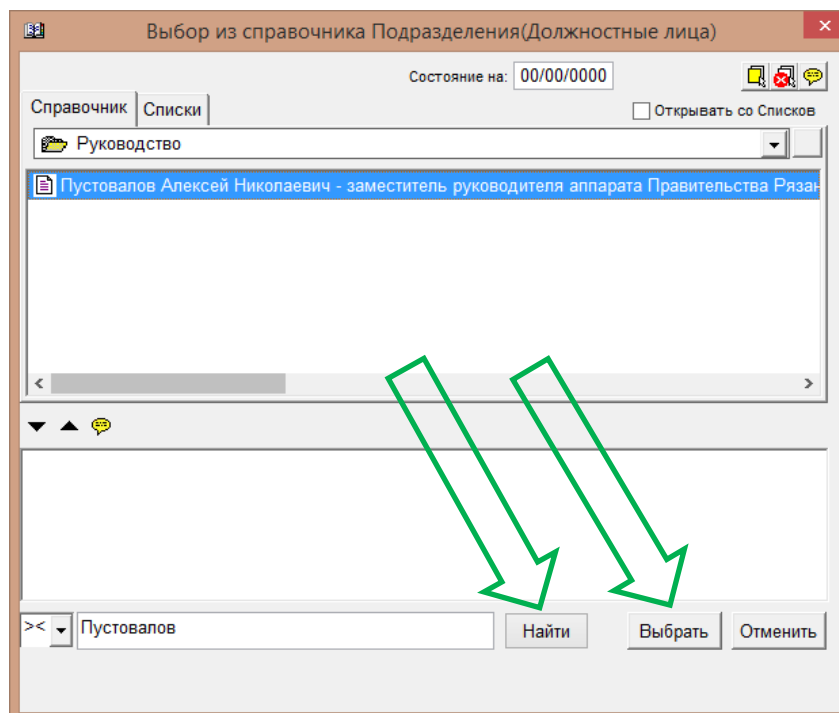 Выбор из справочника Подразделения(Должностные лица)
Состояние на: 00/00/0000
Справочник Списки
Открывать со Списков
Руководство
Пустовалов Алексей Николаевич - заместитель руководителя аппарата Правительства Рязан
>< Пустовалов Найти Выбрать Отменить